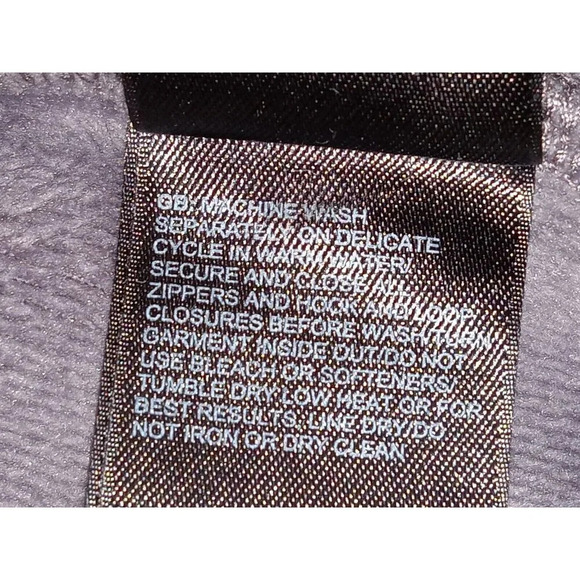 GB: MACHINE WASH
SEPARATELY ON DELICATE
CYCLE IN WARM WATER/
SECURE AND CLOSE ALL
ZIPPERS AND HOOK AND LOOP
CLOSURES BEFORE WASH/TURN
GARMENT INSIDE OUT/DO NOT
USE BLEACH OR SOFTENERS/
TUMBLE DRY LOW HEAT OR FOR
BEST RESULTS, LINE DRY/DO
NOT IRON OR DRY CLEAN